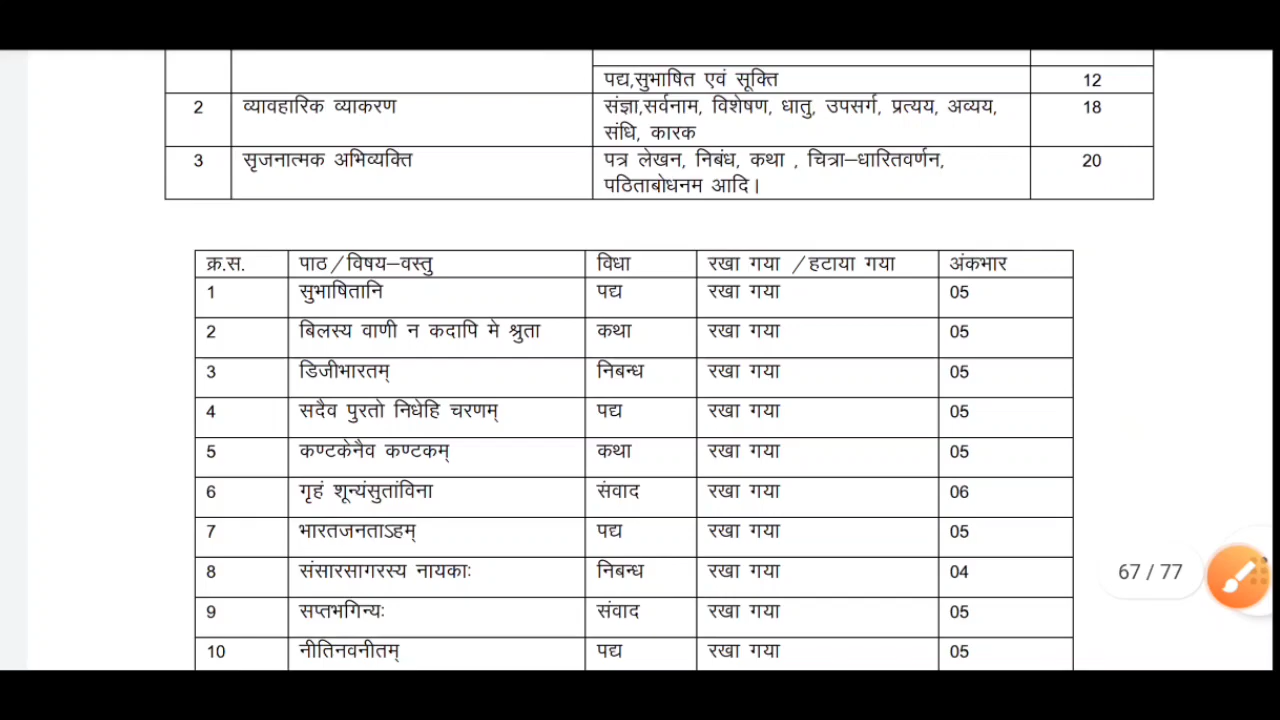 पद्य,सुभाषित एवं सूक्ति 12
2 व्यावहारिक व्याकरण संज्ञा,सर्वनाम, विशेषण, धातु, उपसर्ग, प्रत्यय, अव्यय, 18
संधि, कारक
3 सृजनात्मक अभिव्यक्ति पत्र लेखन, निबंध, कथा , चित्रा–धारितवर्णन, 20
पठिताबोधनम आदि।
क्र.स. पाठ/विषय–वस्तु विधा रखा गया /हटाया गया अंकभार
1 सुभाषितानि पद्य रखा गया 05
2 बिलस्य वाणी न कदापि मे श्रुता कथा रखा गया 05
3 डिजीभारतम् निबन्ध रखा गया 05
4 सदैव पुरतो निधेहि चरणम् पद्य रखा गया 05
5 कण्टकेनैव कण्टकम् कथा रखा गया 05
6 गृहं शून्यंसुतांविना संवाद रखा गया 06
7 भारतजनताऽहम् पद्य रखा गया 05
8 संसारसागरस्य नायकाः निबन्ध रखा गया 04
9 सप्तभगिन्यः संवाद रखा गया 05
10 नीतिनवनीतम् पद्य रखा गया 05
67 / 77